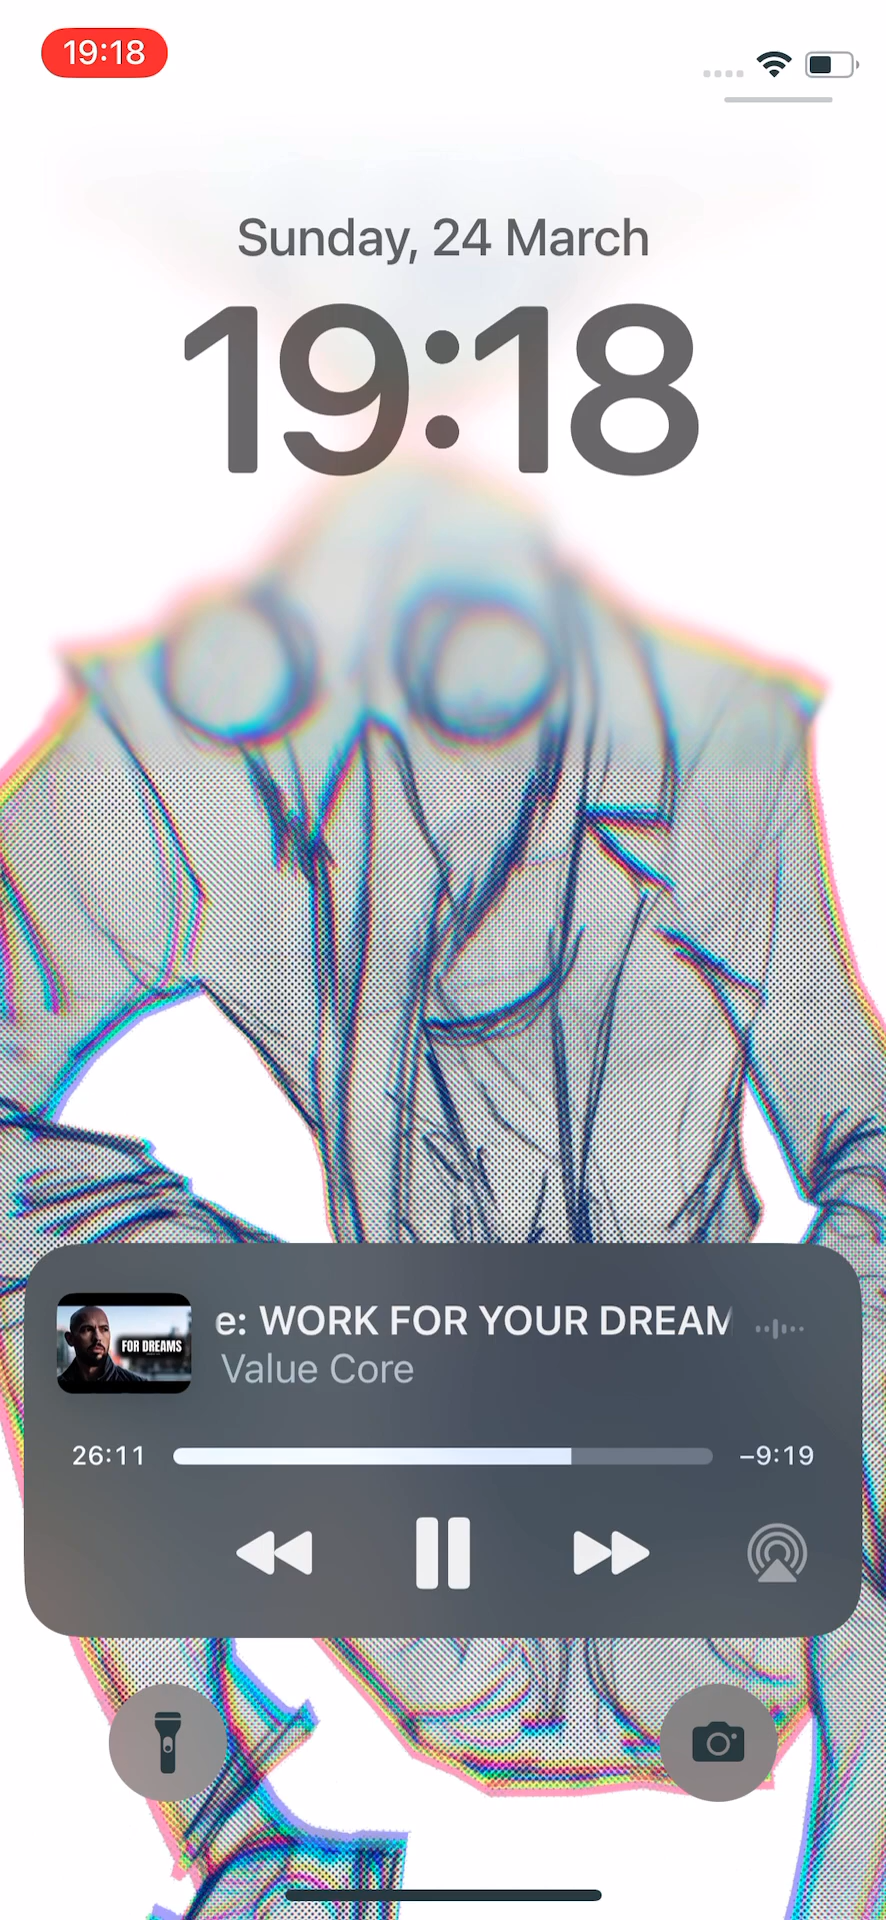 19:18
Sunday, 24 March
19:18
FOR DREAMS
e: WORK FOR YOUR DREAM
Value Core
26:11
–9:19